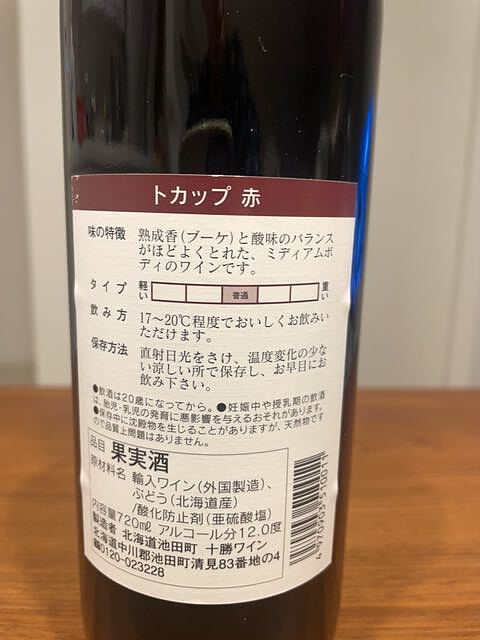 トカップ 赤
味の特徴 熟成香(ブーケ)と酸味のバランス
がほどよくとれた、ミディアムボ
ディのワインです。
タイプ 軽い 普通 重い
飲み方 17〜20℃程度でおいしくお飲みい
ただけます。
保存方法 直射日光をさけ、温度変化の少な
い涼しい所で保存し、お早目にお
飲み下さい。
●飲酒は20歳になってから。●妊娠中や授乳期の飲酒
は、胎児・乳児の発育に悪影響を与えるおそれがあります。
●保存中に沈殿物を生じることがありますが、天然物です
ので品質上問題はありません。
品目 果実酒
原材料名 輸入ワイン(外国製造)、
ぶどう(北海道産)
/酸化防止剤(亜硫酸塩)
内容量720㎖ アルコール分12.0度
製造者 北海道池田町 十勝ワイン
北海道中川郡池田町清見83番地の4
☎0120-023228